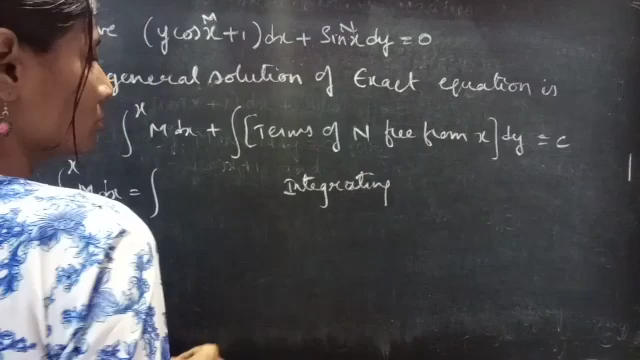 ve (y cos x + 1) dx + Sin x dy = 0
M N
general solution of Exact equation is
∫^x M dx + ∫ [Terms of N free from x] dy = c
∫^x M dx = ∫ Integrating